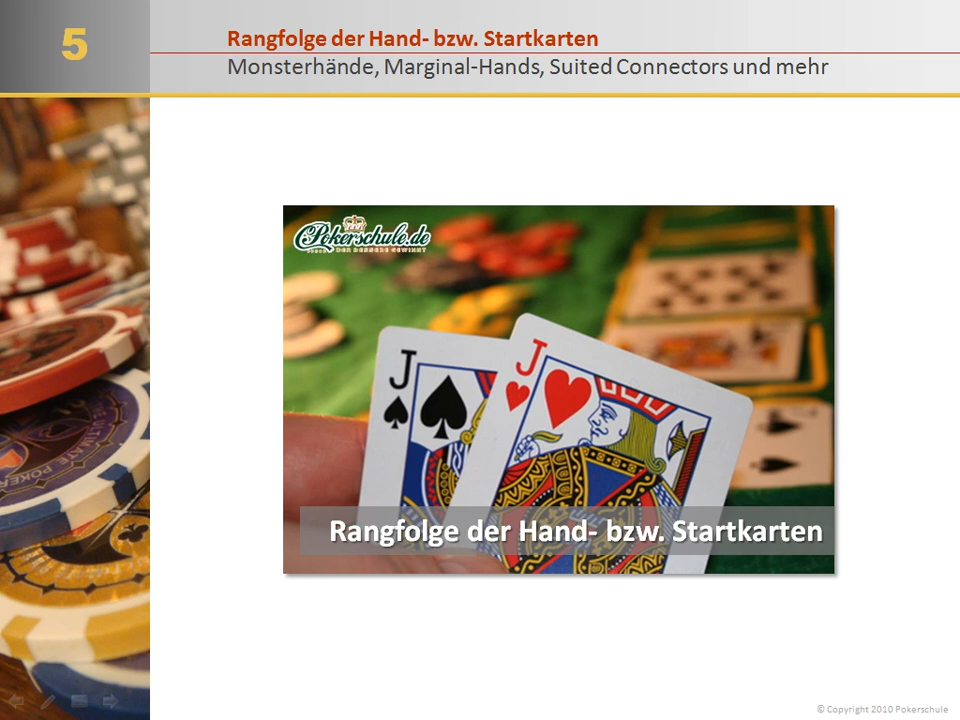 5
Rangfolge der Hand- bzw. Startkarten
Monsterhände, Marginal-Hands, Suited Connectors und mehr
Pokerschule.de
J
J
Rangfolge der Hand- bzw. Startkarten
© Copyright 2010 Pokerschule